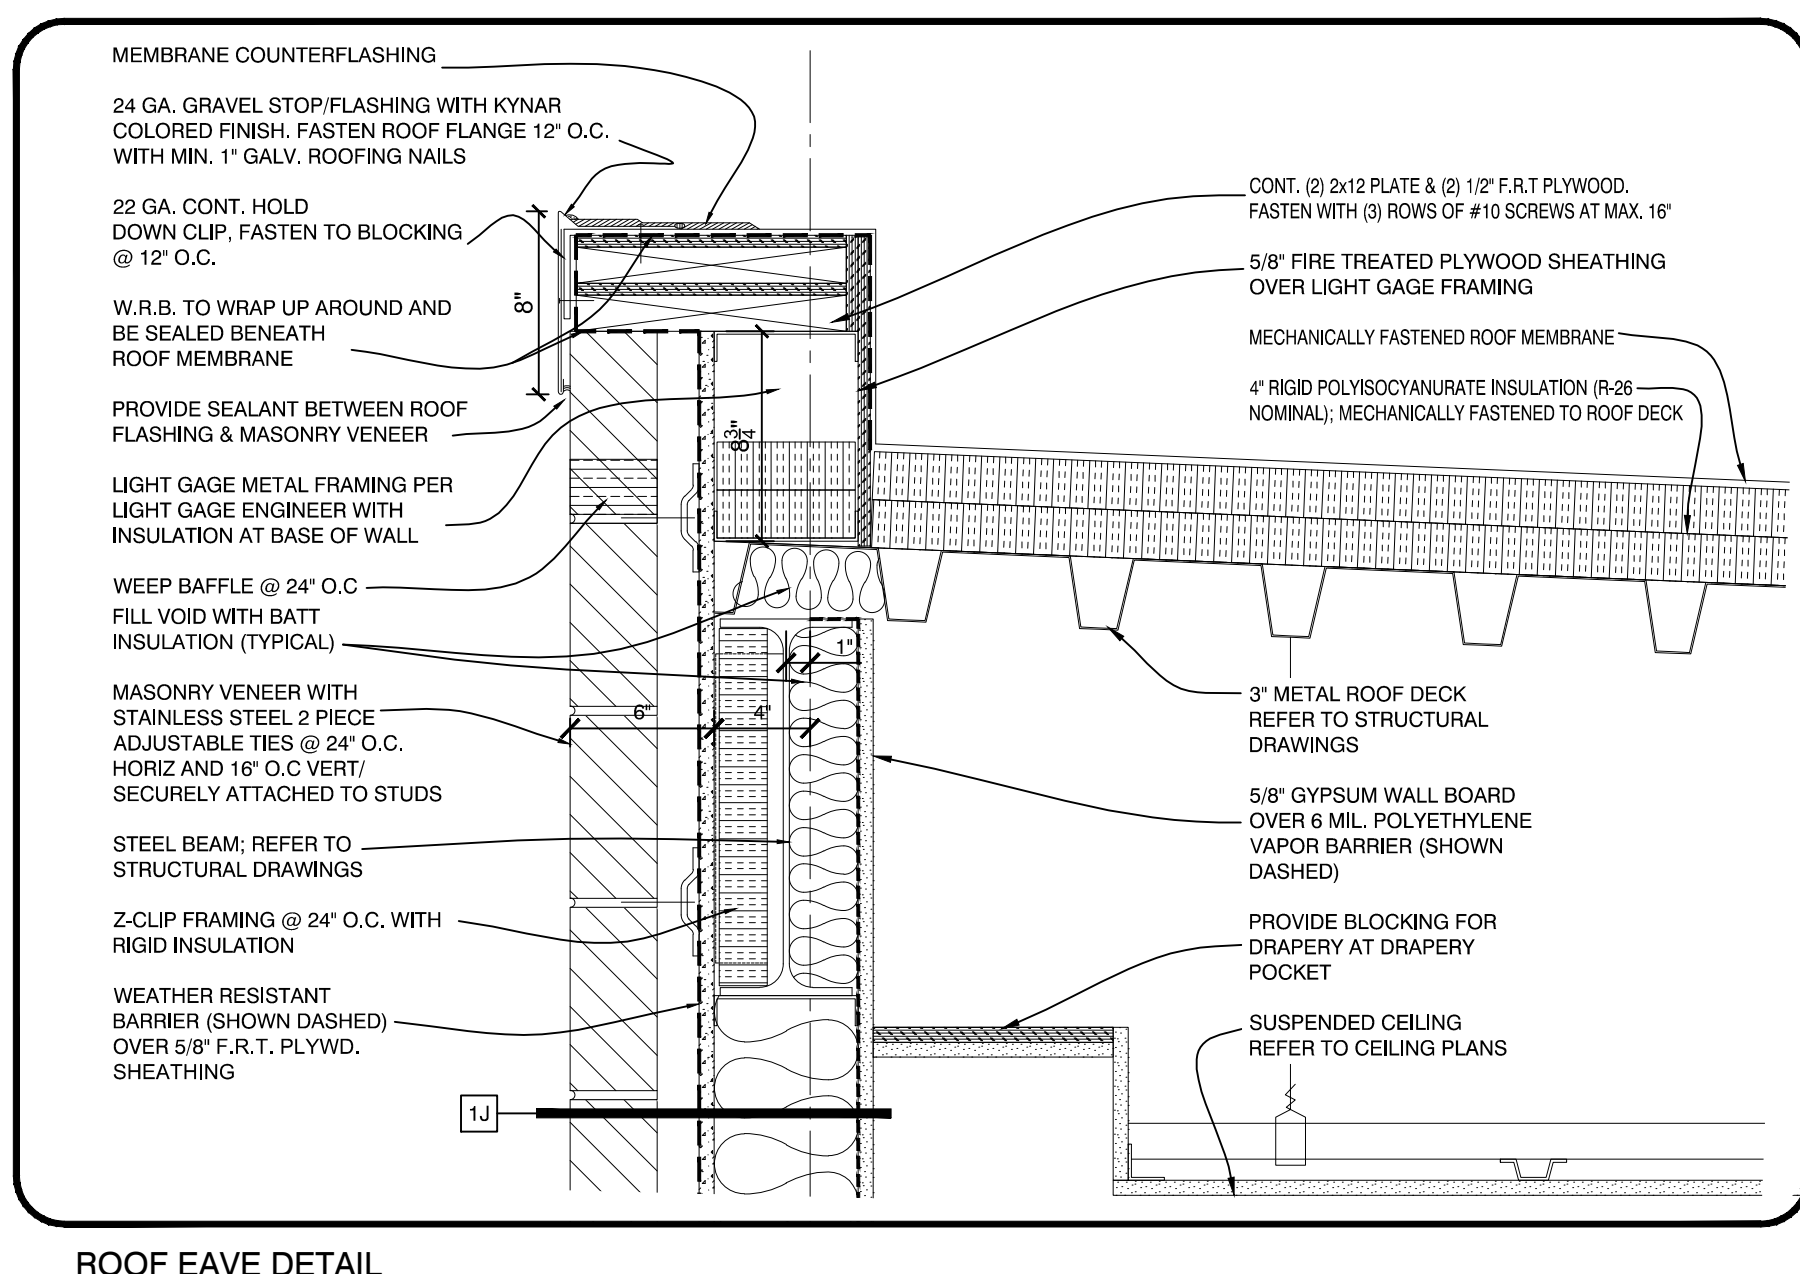 MEMBRANE COUNTERFLASHING
24 GA. GRAVEL STOP/FLASHING WITH KYNAR
COLORED FINISH. FASTEN ROOF FLANGE 12" O.C.
WITH MIN. 1" GALV. ROOFING NAILS
22 GA. CONT. HOLD
DOWN CLIP, FASTEN TO BLOCKING
@ 12" O.C.
W.R.B. TO WRAP UP AROUND AND
BE SEALED BENEATH
ROOF MEMBRANE
PROVIDE SEALANT BETWEEN ROOF
FLASHING & MASONRY VENEER
LIGHT GAGE METAL FRAMING PER
LIGHT GAGE ENGINEER WITH
INSULATION AT BASE OF WALL
WEEP BAFFLE @ 24" O.C
FILL VOID WITH BATT
INSULATION (TYPICAL)
MASONRY VENEER WITH
STAINLESS STEEL 2 PIECE
ADJUSTABLE TIES @ 24" O.C.
HORIZ AND 16" O.C VERT/
SECURELY ATTACHED TO STUDS
STEEL BEAM; REFER TO
STRUCTURAL DRAWINGS
Z-CLIP FRAMING @ 24" O.C. WITH
RIGID INSULATION
WEATHER RESISTANT
BARRIER (SHOWN DASHED)
OVER 5/8" F.R.T. PLYWD.
SHEATHING
1J
8"
8 3/4"
1"
6"
4"
CONT. (2) 2x12 PLATE & (2) 1/2" F.R.T PLYWOOD.
FASTEN WITH (3) ROWS OF #10 SCREWS AT MAX. 16"
5/8" FIRE TREATED PLYWOOD SHEATHING
OVER LIGHT GAGE FRAMING
MECHANICALLY FASTENED ROOF MEMBRANE
4" RIGID POLYISOCYANURATE INSULATION (R-26
NOMINAL); MECHANICALLY FASTENED TO ROOF DECK
3" METAL ROOF DECK
REFER TO STRUCTURAL
DRAWINGS
5/8" GYPSUM WALL BOARD
OVER 6 MIL. POLYETHYLENE
VAPOR BARRIER (SHOWN
DASHED)
PROVIDE BLOCKING FOR
DRAPERY AT DRAPERY
POCKET
SUSPENDED CEILING
REFER TO CEILING PLANS
ROOF EAVE DETAIL